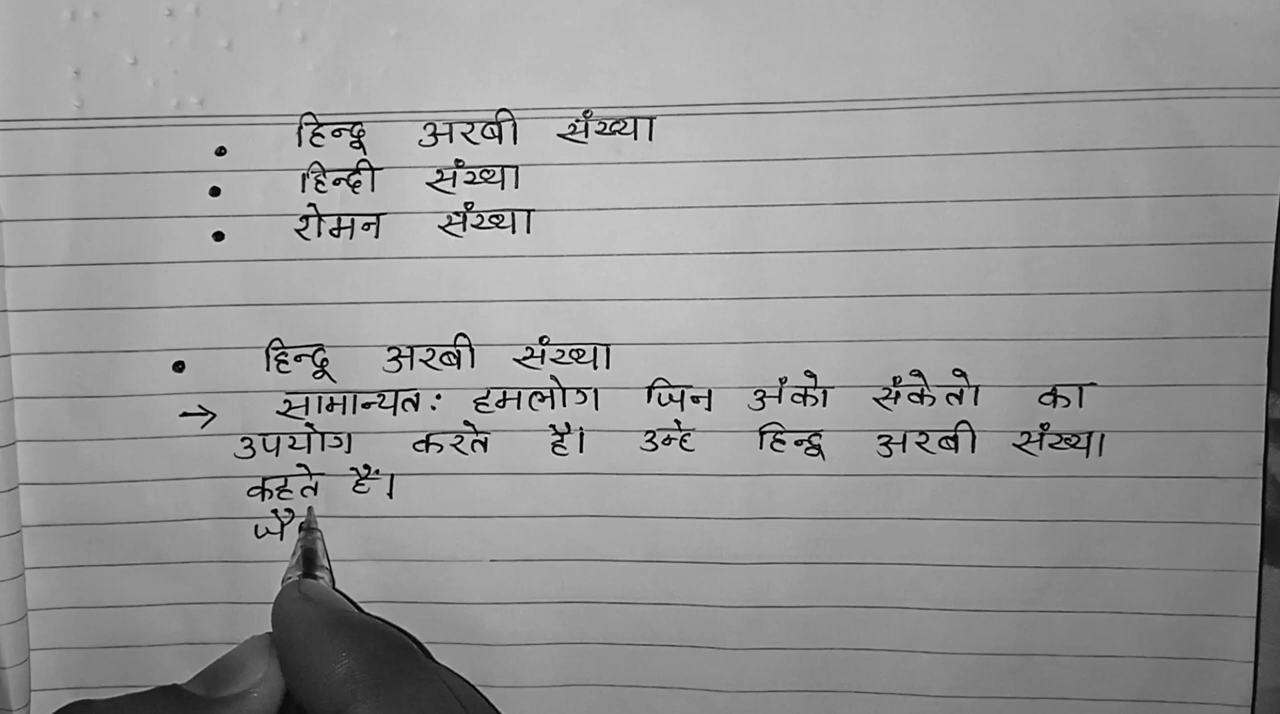 हिन्दू अरबी संख्या
हिन्दी संख्या
रोमन संख्या
हिन्दू अरबी संख्या
→ सामान्यत: हमलोग जिन अंको संकेतो का
उपयोग करते है। उन्हे हिन्दू अरबी संख्या
कहते हैं।